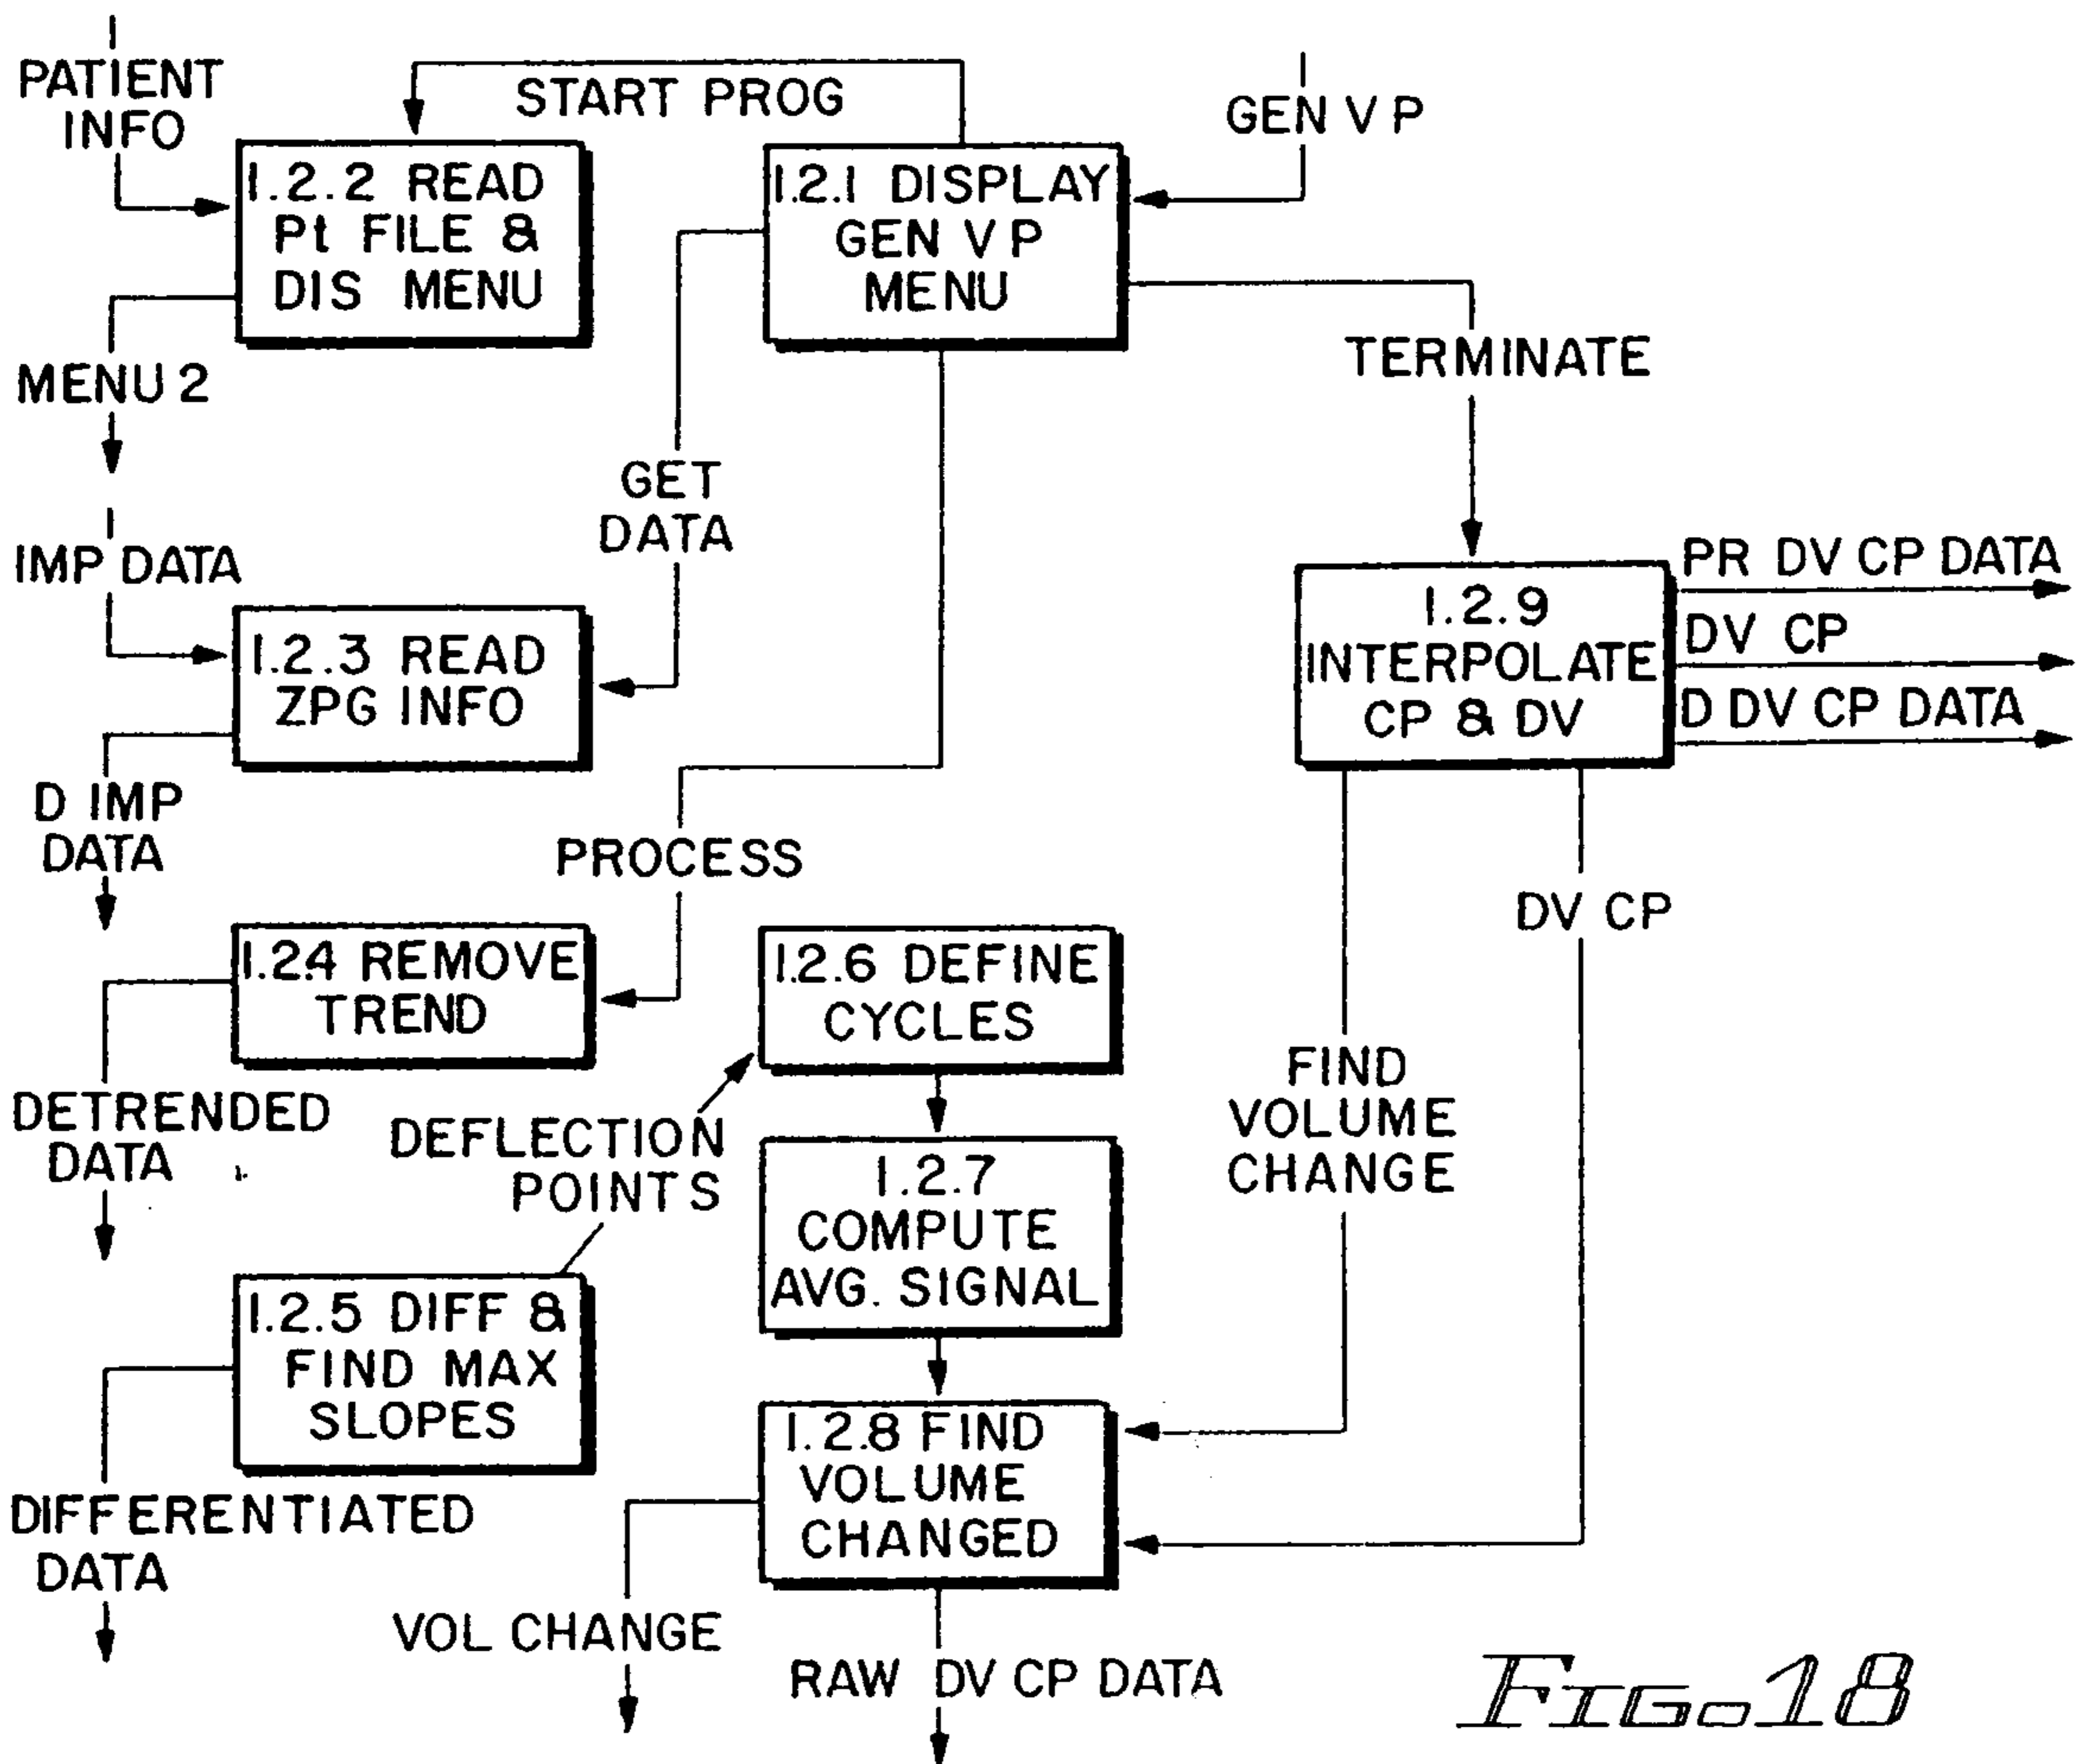 PATIENT
INFO
START PROG
GEN V P
1.2.2 READ
Pt FILE &
DIS MENU
1.2.1 DISPLAY
GEN V P
MENU
MENU 2
TERMINATE
GET
DATA
IMP DATA
1.2.3 READ
ZPG INFO
1.2.9
INTERPOLATE
CP & DV
PR DV CP DATA
DV CP
D DV CP DATA
D IMP
DATA
PROCESS
DV CP
1.2.4 REMOVE
TREND
1.2.6 DEFINE
CYCLES
FIND
VOLUME
CHANGE
DETRENDED
DATA
DEFLECTION
POINTS
1.2.7
COMPUTE
AVG. SIGNAL
1.2.5 DIFF &
FIND MAX
SLOPES
1.2.8 FIND
VOLUME
CHANGED
DIFFERENTIATED
DATA
VOL CHANGE
RAW DV CP DATA
FIG. 18